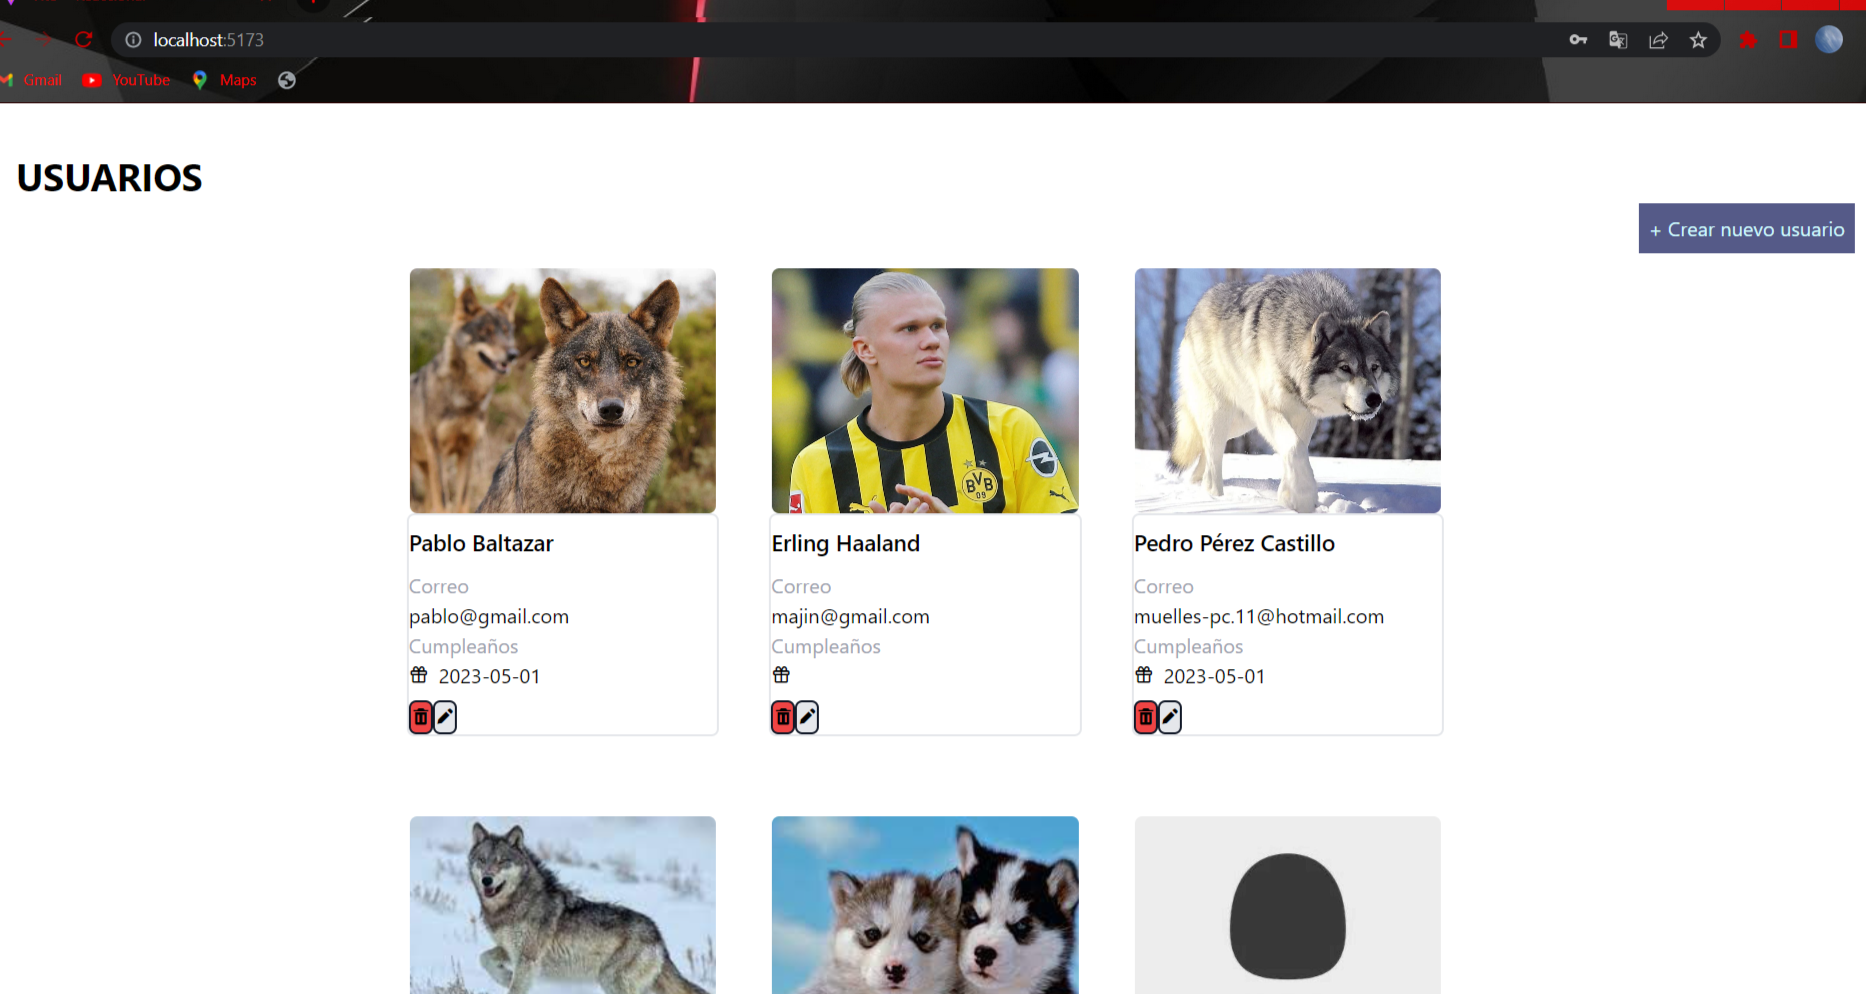 localhost:5173
Gmail YouTube Maps
USUARIOS
+ Crear nuevo usuario
BVB
09
Pablo Baltazar
Correo
pablo@gmail.com
Cumpleaños
2023-05-01
Erling Haaland
Correo
majin@gmail.com
Cumpleaños
Pedro Pérez Castillo
Correo
muelles-pc.11@hotmail.com
Cumpleaños
2023-05-01